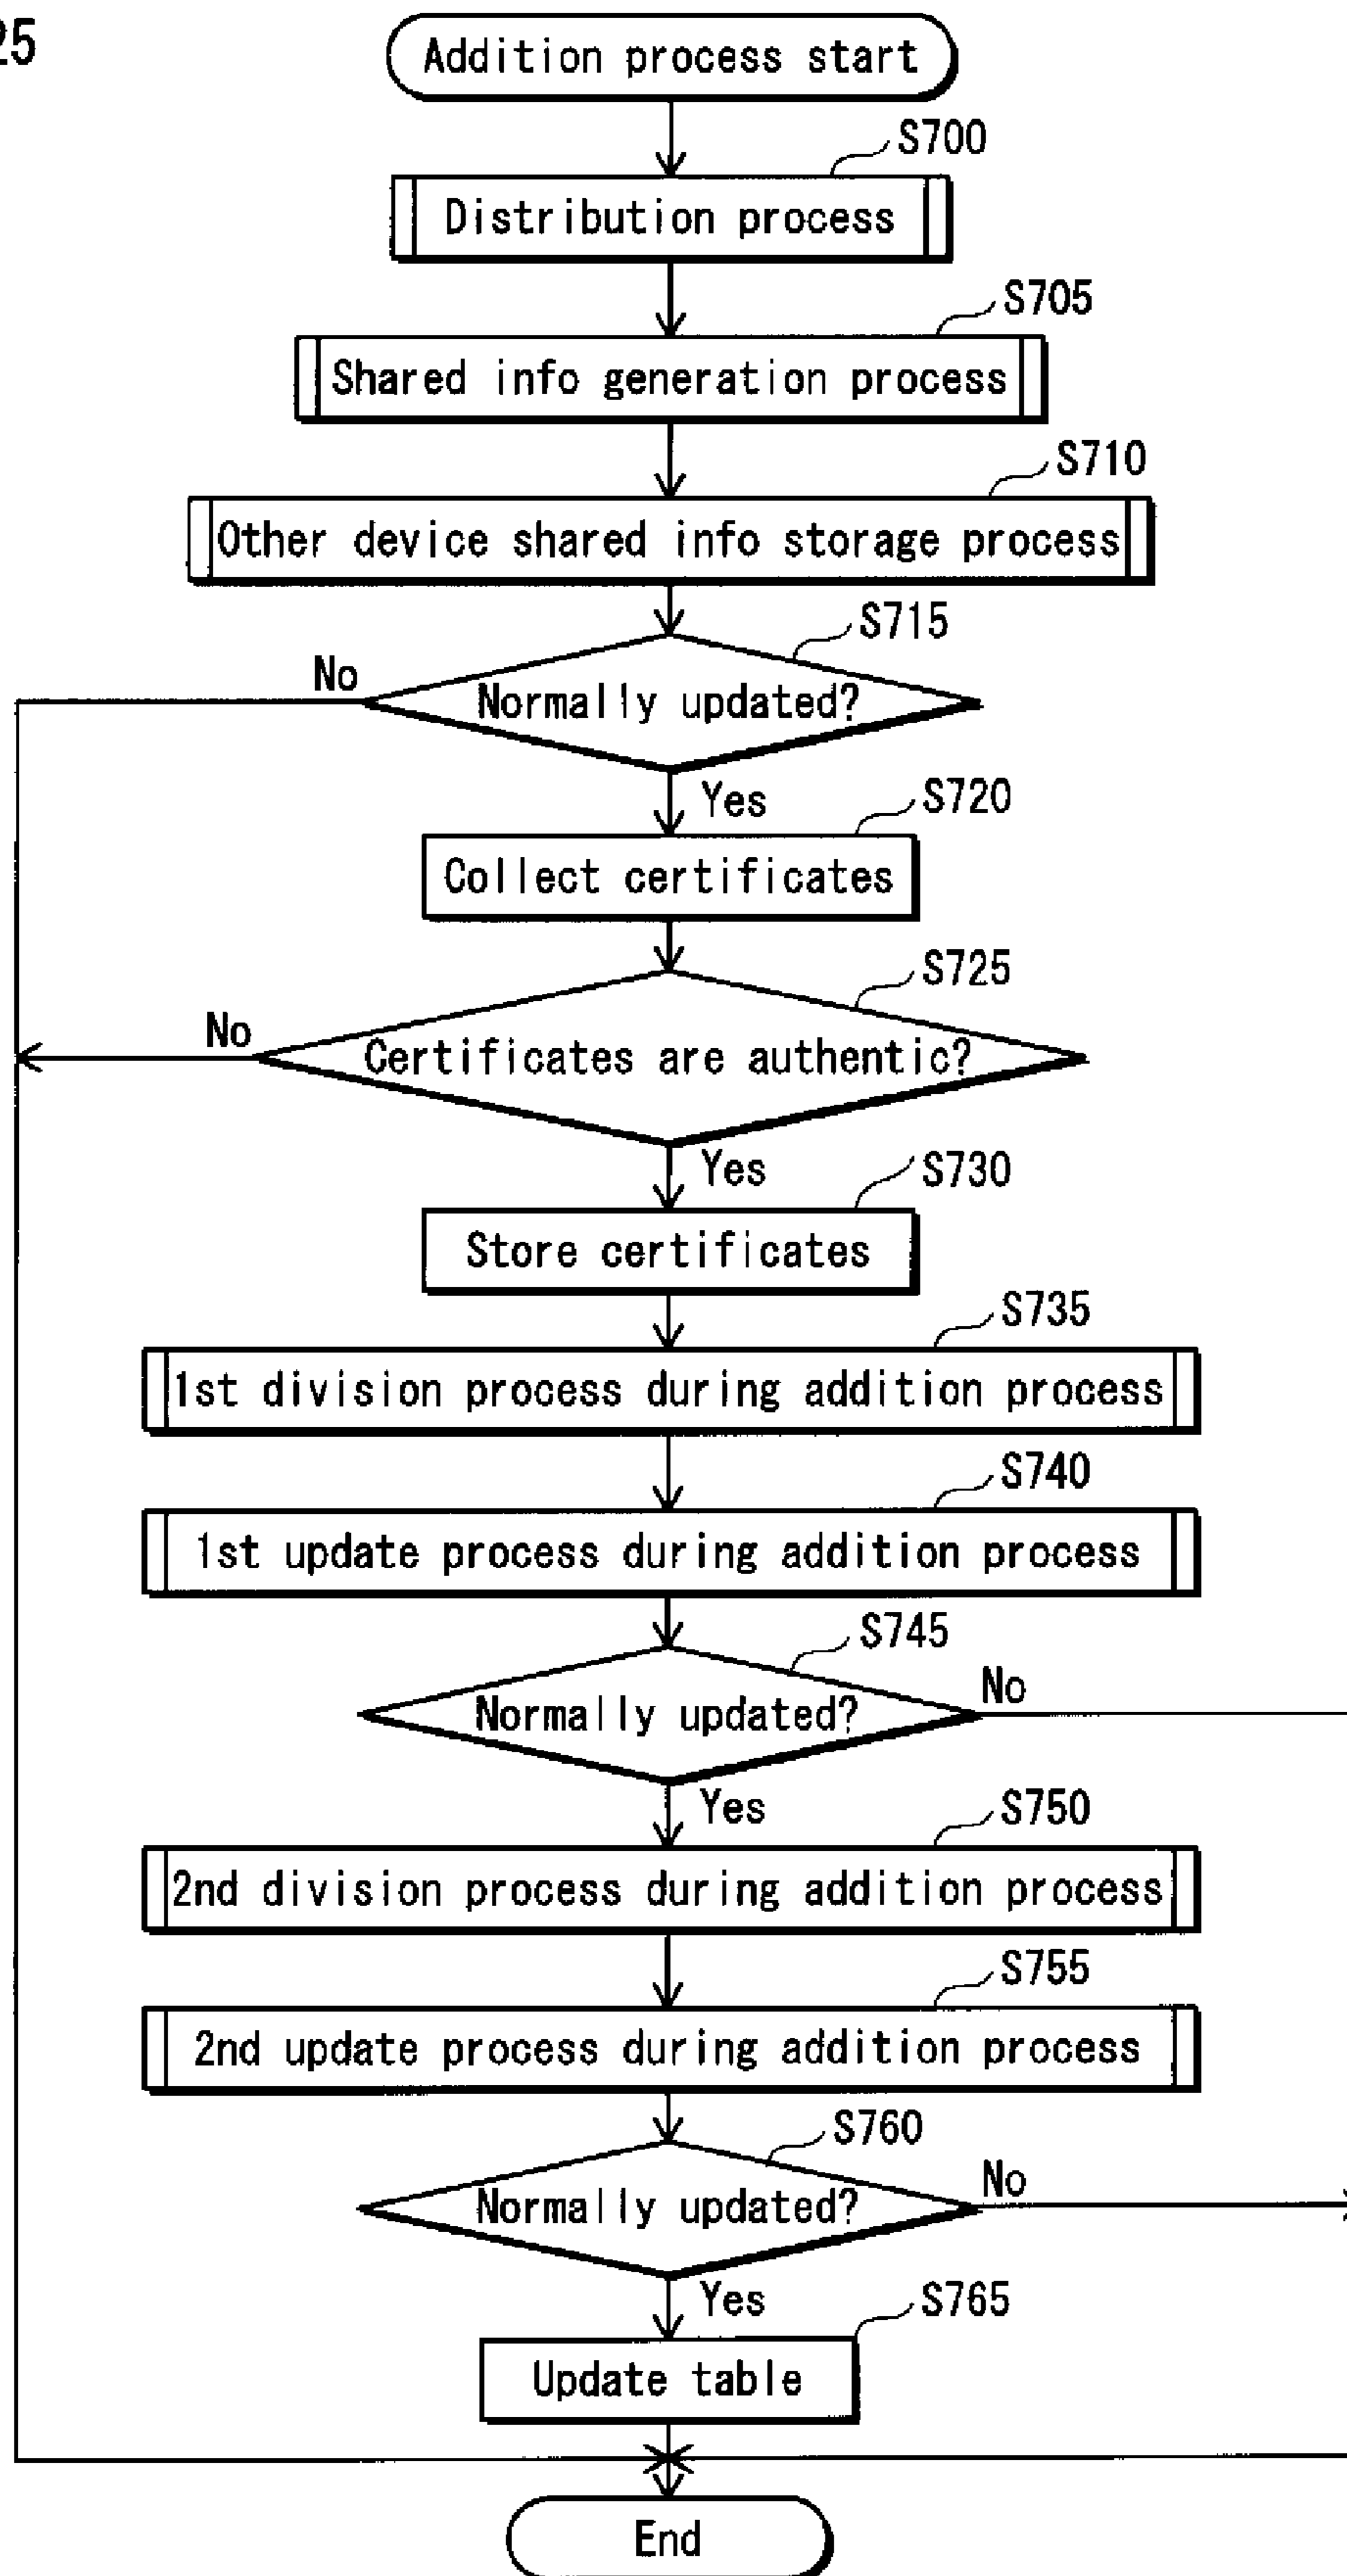 25
Addition process start
S700
Distribution process
S705
Shared info generation process
S710
Other device shared info storage process
S715
No
Normally updated?
Yes
S720
Collect certificates
S725
No
Certificates are authentic?
Yes
S730
Store certificates
S735
1st division process during addition process
S740
1st update process during addition process
S745
Normally updated?
No
Yes
S750
2nd division process during addition process
S755
2nd update process during addition process
S760
Normally updated?
No
Yes
S765
Update table
End